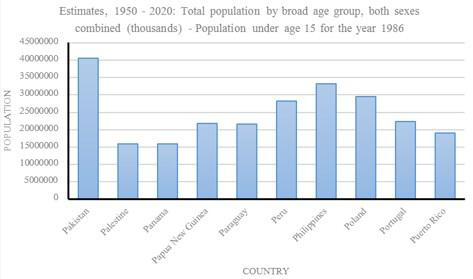 Estimates, 1950 - 2020: Total population by broad age group, both sexes
combined (thousands) - Population under age 15 for the year 1986
POPULATION
45000000
40000000
35000000
30000000
25000000
20000000
15000000
10000000
5000000
0
Pakistan
Palestine
Panama
Papua New Guinea
Paraguay
Peru
Philippines
Poland
Portugal
Puerto Rico
COUNTRY